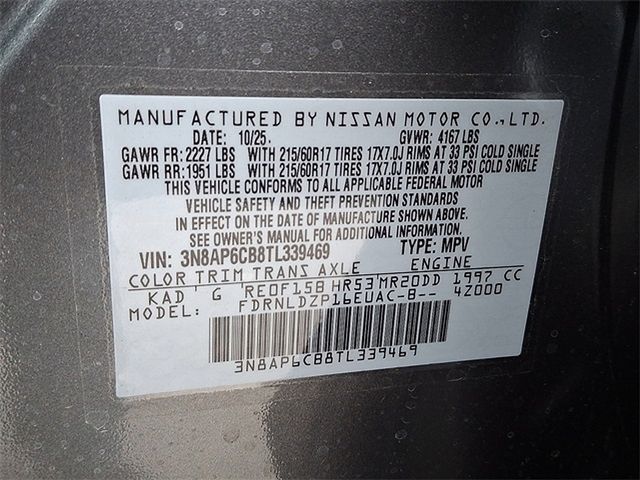 MANUFACTURED BY NISSAN MOTOR CO., LTD.
DATE: 10/25. GVWR: 4167 LBS
GAWR FR: 2227 LBS WITH 215/60R17 TIRES 17X7.0J RIMS AT 33 PSI COLD SINGLE
GAWR RR: 1951 LBS WITH 215/60R17 TIRES 17X7.0J RIMS AT 33 PSI COLD SINGLE
THIS VEHICLE CONFORMS TO ALL APPLICABLE FEDERAL MOTOR
VEHICLE SAFETY AND THEFT PREVENTION STANDARDS
IN EFFECT ON THE DATE OF MANUFACTURE SHOWN ABOVE.
SEE OWNER'S MANUAL FOR ADDITIONAL INFORMATION.
VIN: 3N8AP6CB8TL339469 TYPE: MPV
COLOR TRIM TRANS AXLE ENGINE
KAD G RE0F15B HR53 MR20DD 1997 CC
FDRNLDZP16EUAC-B-- 4Z000
3N8AP6CB8TL339469